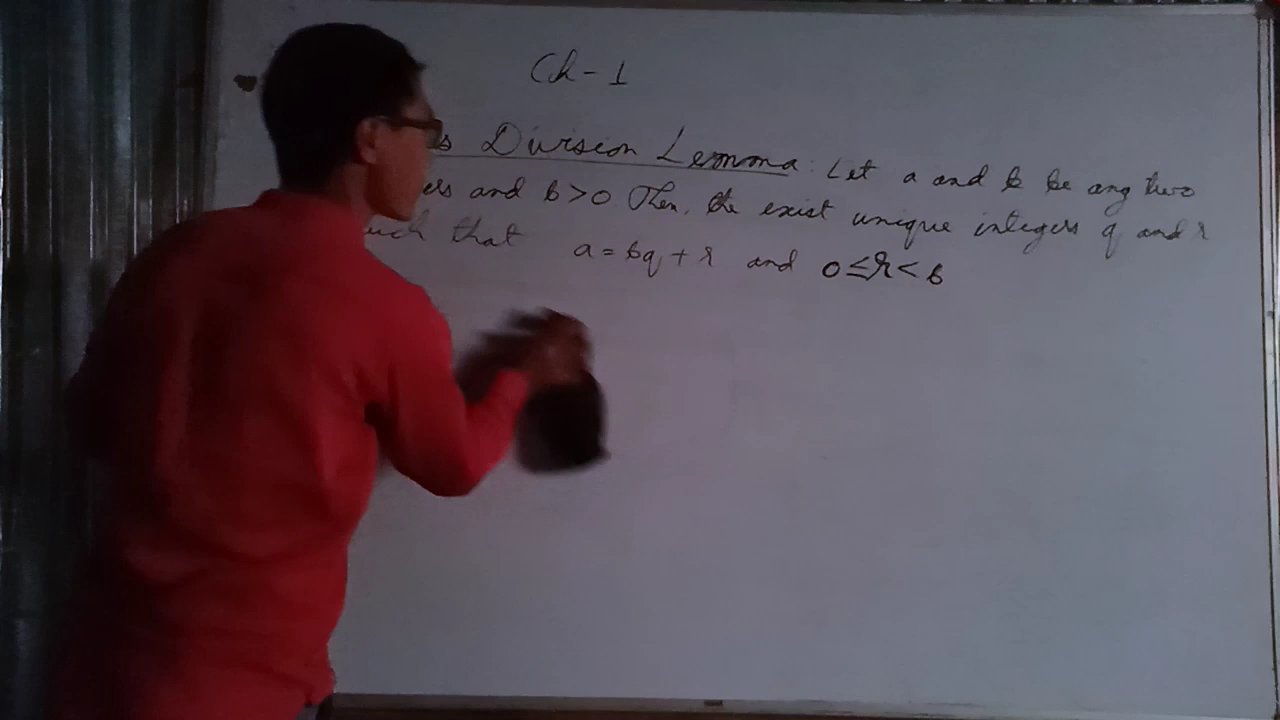 Ch-1
s Division Lemma: Let a and b be any two
ers and b>0 Then, the exist unique integers q and r
uch that a=bq+r and 0≤r<b